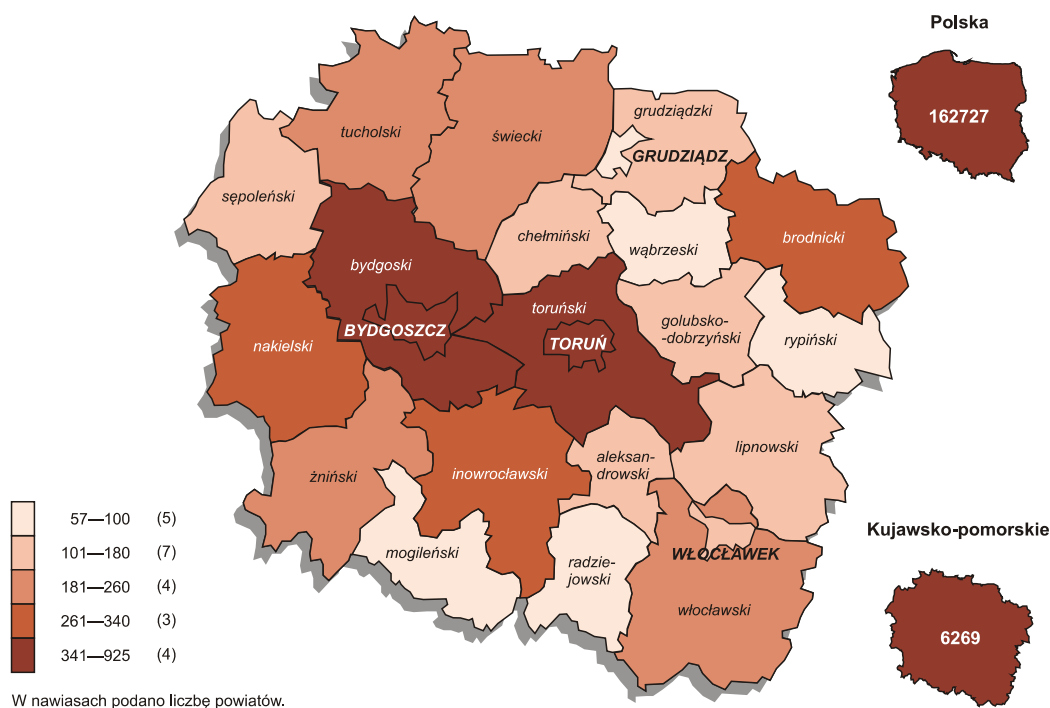 Polska
162727
grudziądzki
tucholski
świecki
GRUDZIĄDZ
sępoleński
chełmiński
wąbrzeski
brodnicki
bydgoski
toruński
golubsko-
-dobrzyński
BYDGOSZCZ
TORUŃ
nakielski
rypiński
lipnowski
aleksan-
drowski
inowrocławski
żniński
57—100 (5)
101—180 (7)
181—260 (4)
261—340 (3)
341—925 (4)
mogileński
radzie-
jowski
WŁOCŁAWEK
włocławski
Kujawsko-pomorskie
6269
W nawiasach podano liczbę powiatów.